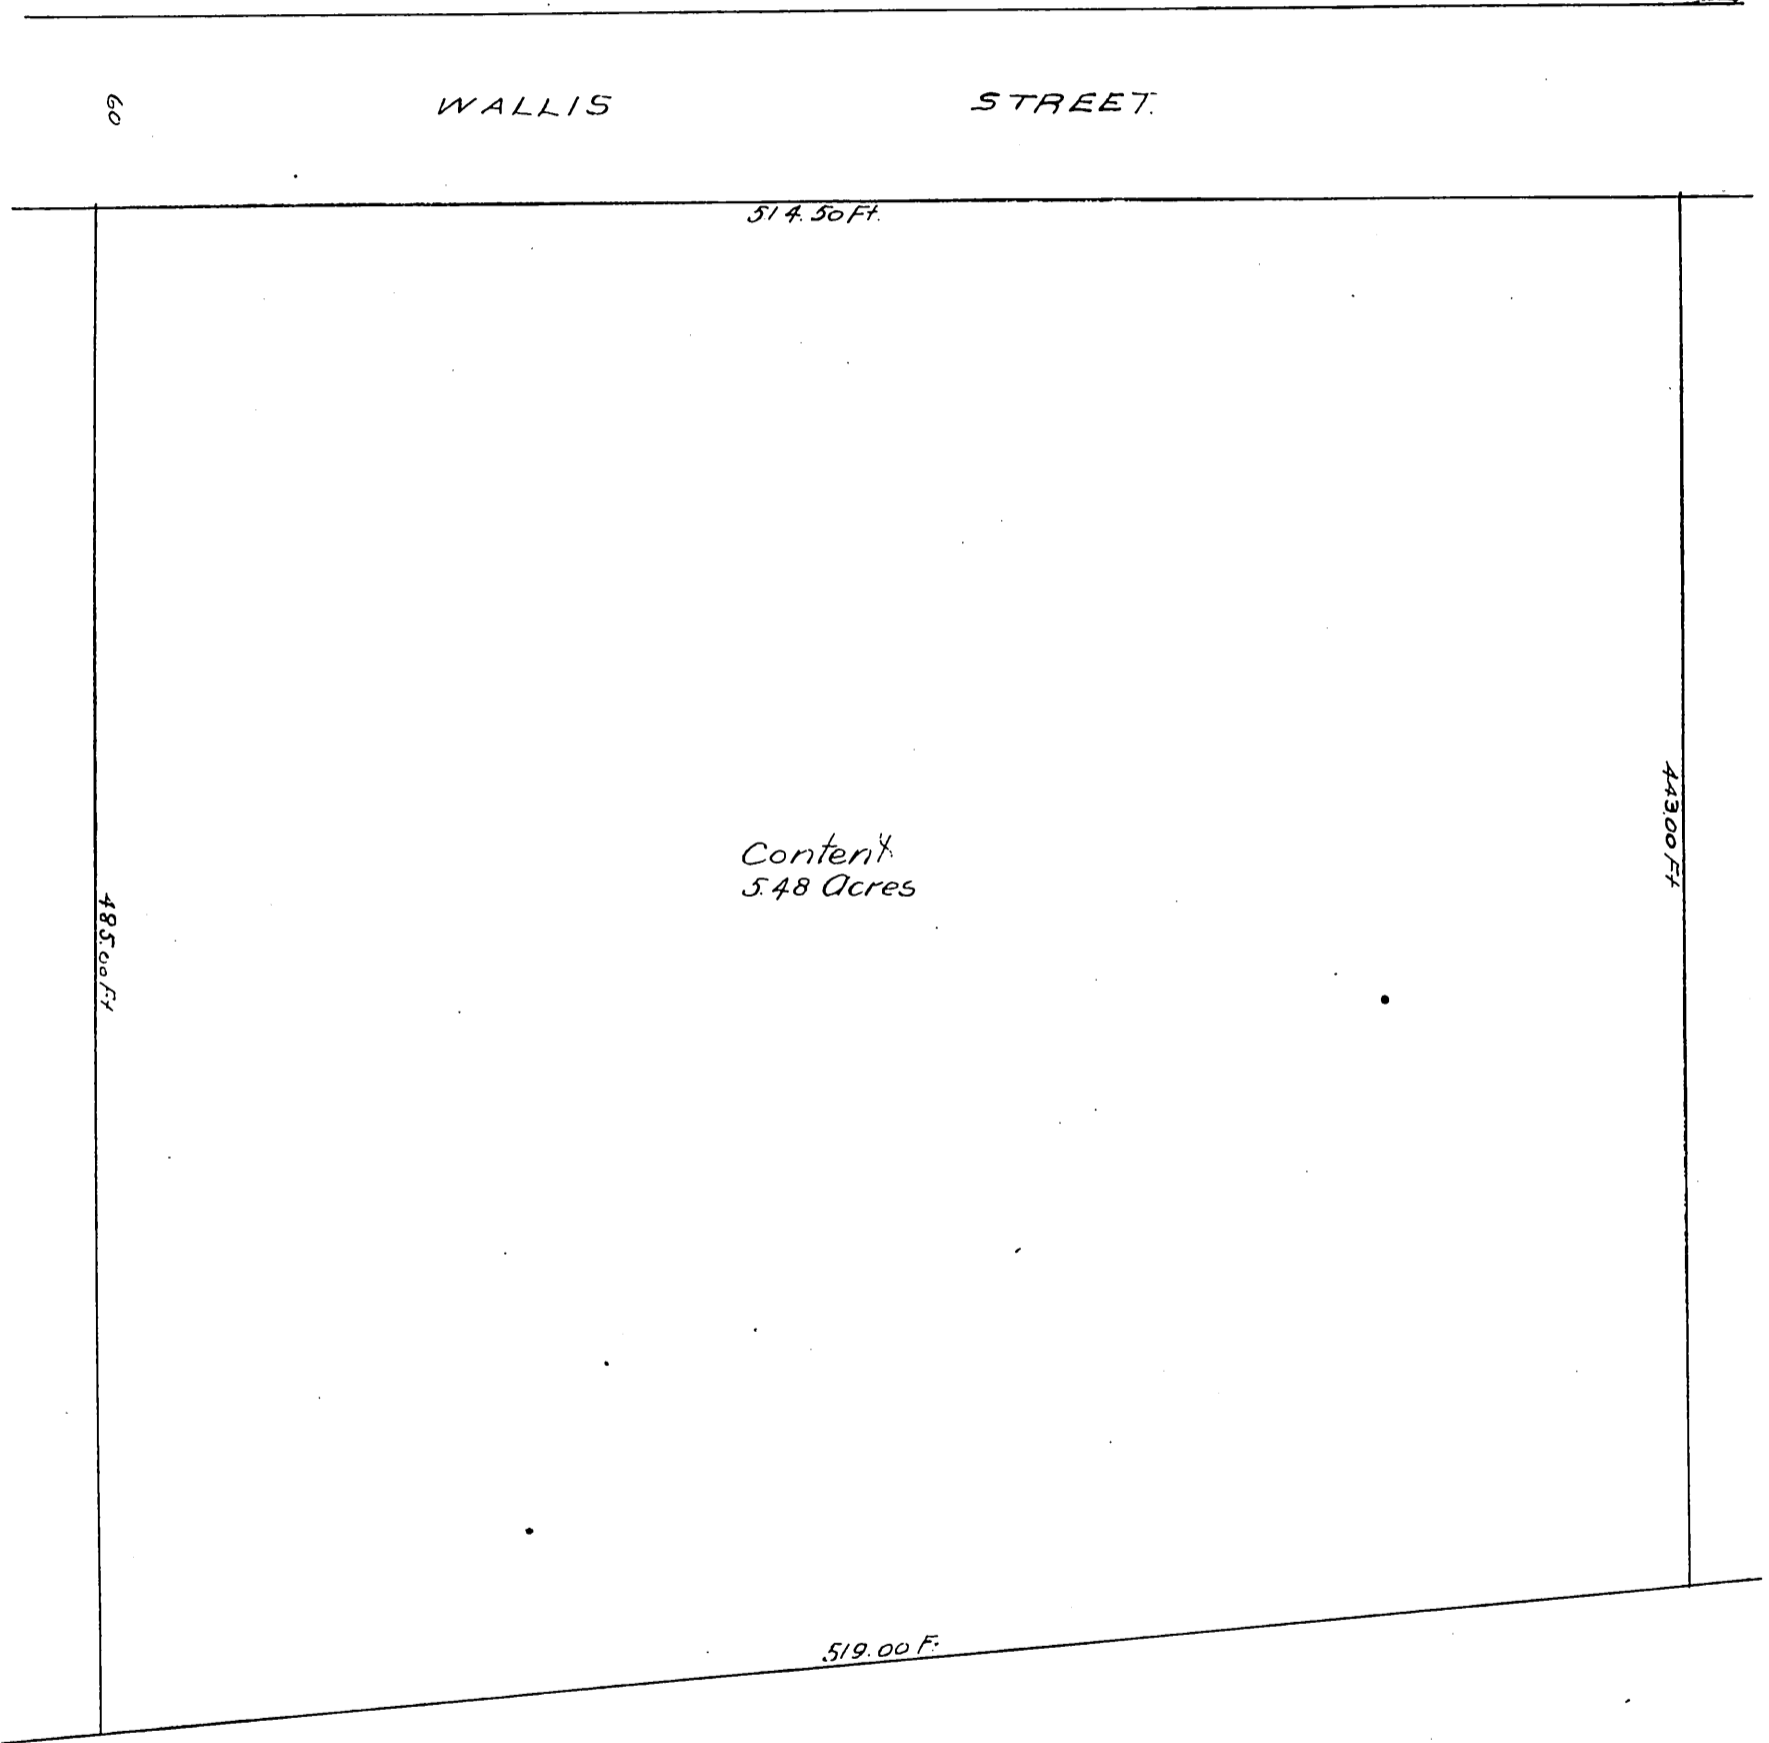 60
WALLIS STREET.
514.50 Ft.
443.00 Ft
Content
5.48 Acres
485.00 Ft
519.00 F.